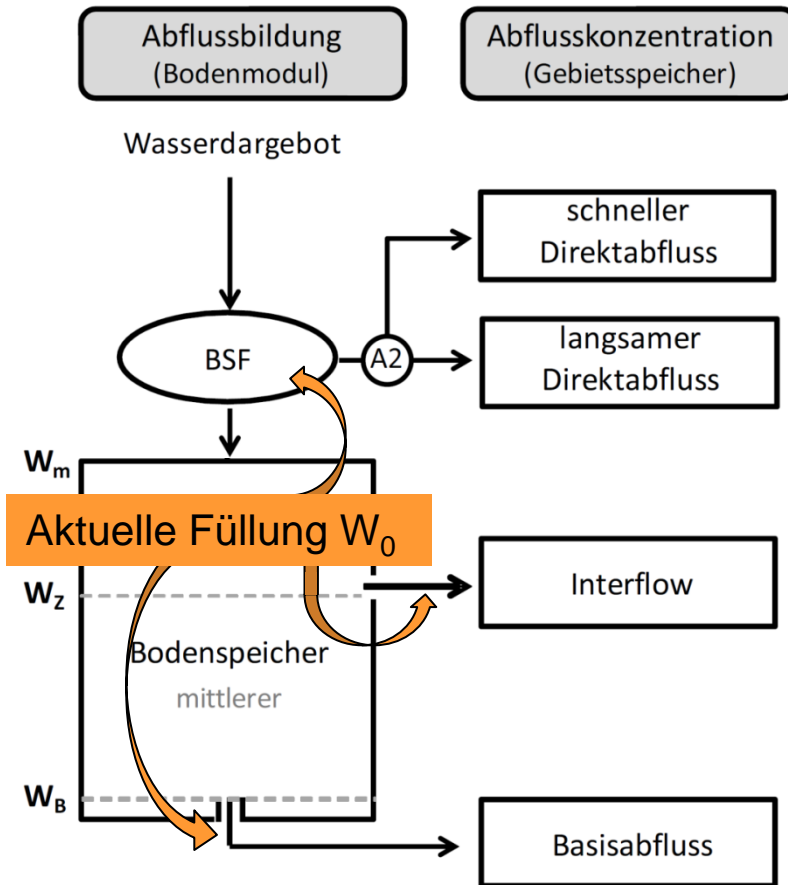 Abflussbildung
(Bodenmodul)
Abflusskonzentration
(Gebietsspeicher)
Wasserdargebot
schneller
Direktabfluss
BSF
A2
langsamer
Direktabfluss
Wm
Aktuelle Füllung W0
Interflow
WZ
Bodenspeicher
mittlerer
WB
Basisabfluss